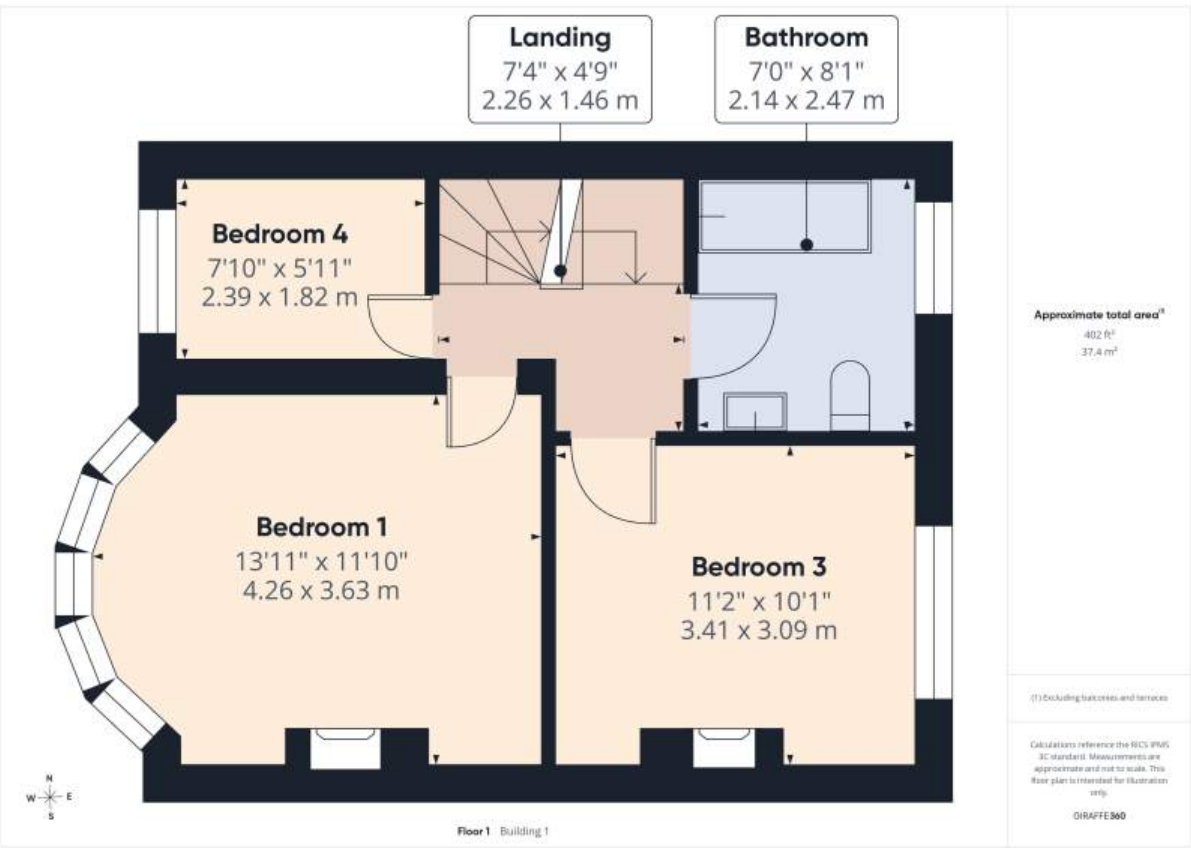 Landing
7'4" x 4'9"
2.26 x 1.46 m
Bathroom
7'0" x 8'1"
2.14 x 2.47 m
Bedroom 4
7'10" x 5'11"
2.39 x 1.82 m
Bedroom 1
13'11" x 11'10"
4.26 x 3.63 m
Bedroom 3
11'2" x 10'1"
3.41 x 3.09 m
Approximate total area⁽¹⁾
402 ft²
37.4 m²
(1) Excluding balconies and terraces
Calculations reference the RICS IPMS
3C standard. Measurements are
approximate and not to scale. This
floor plan is intended for illustration
only.
GIRAFFE360
N
W E
S
Floor 1 Building 1